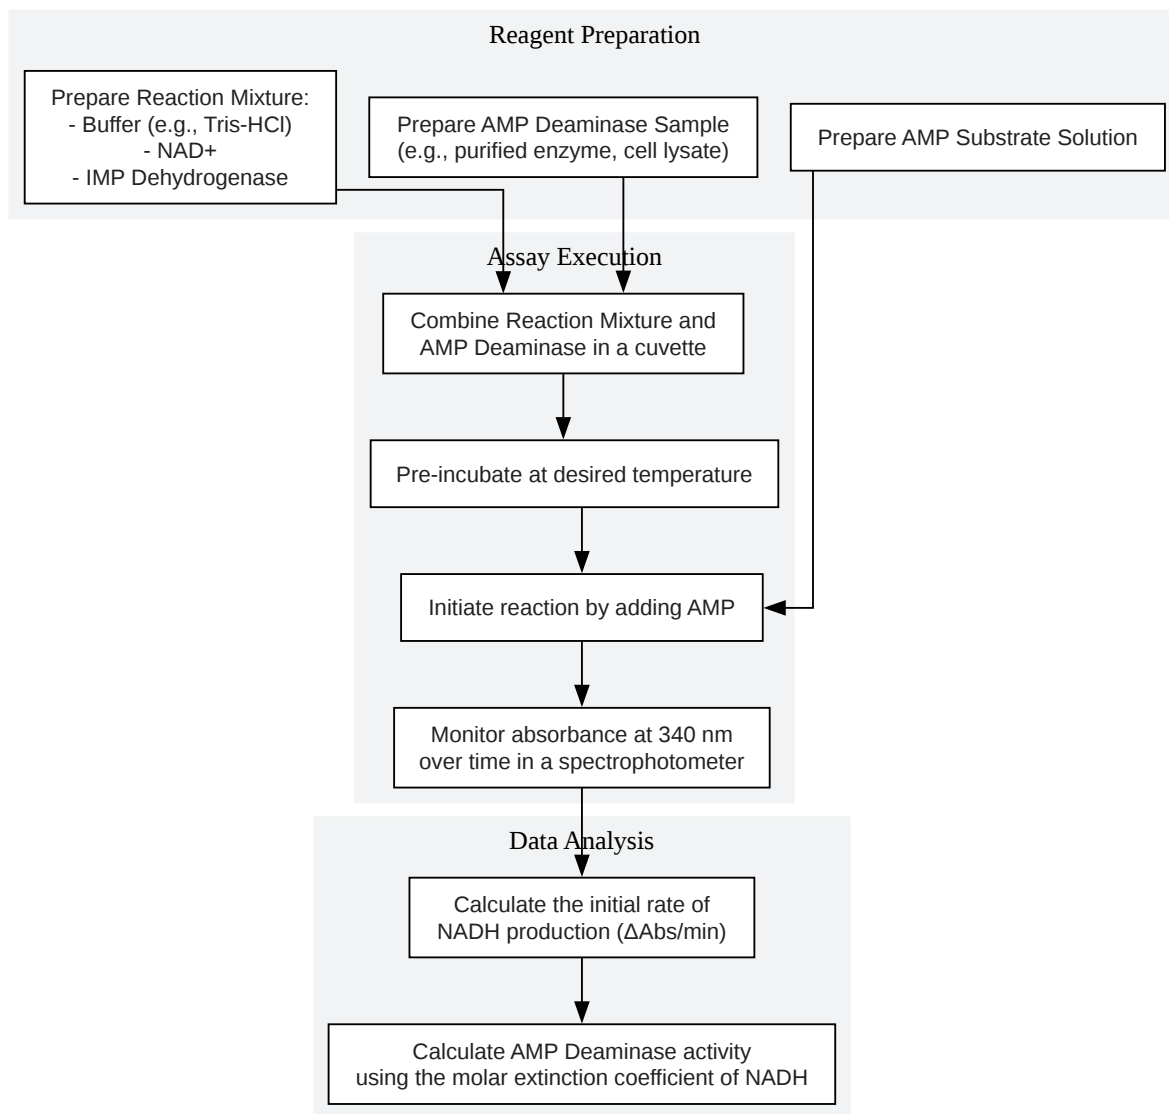 Reagent Preparation
Prepare Reaction Mixture:
- Buffer (e.g., Tris-HCl)
- NAD+
- IMP Dehydrogenase
Prepare AMP Deaminase Sample
(e.g., purified enzyme, cell lysate)
Prepare AMP Substrate Solution
Assay Execution
Combine Reaction Mixture and
AMP Deaminase in a cuvette
Pre-incubate at desired temperature
Initiate reaction by adding AMP
Monitor absorbance at 340 nm
over time in a spectrophotometer
Data Analysis
Calculate the initial rate of
NADH production (ΔAbs/min)
Calculate AMP Deaminase activity
using the molar extinction coefficient of NADH